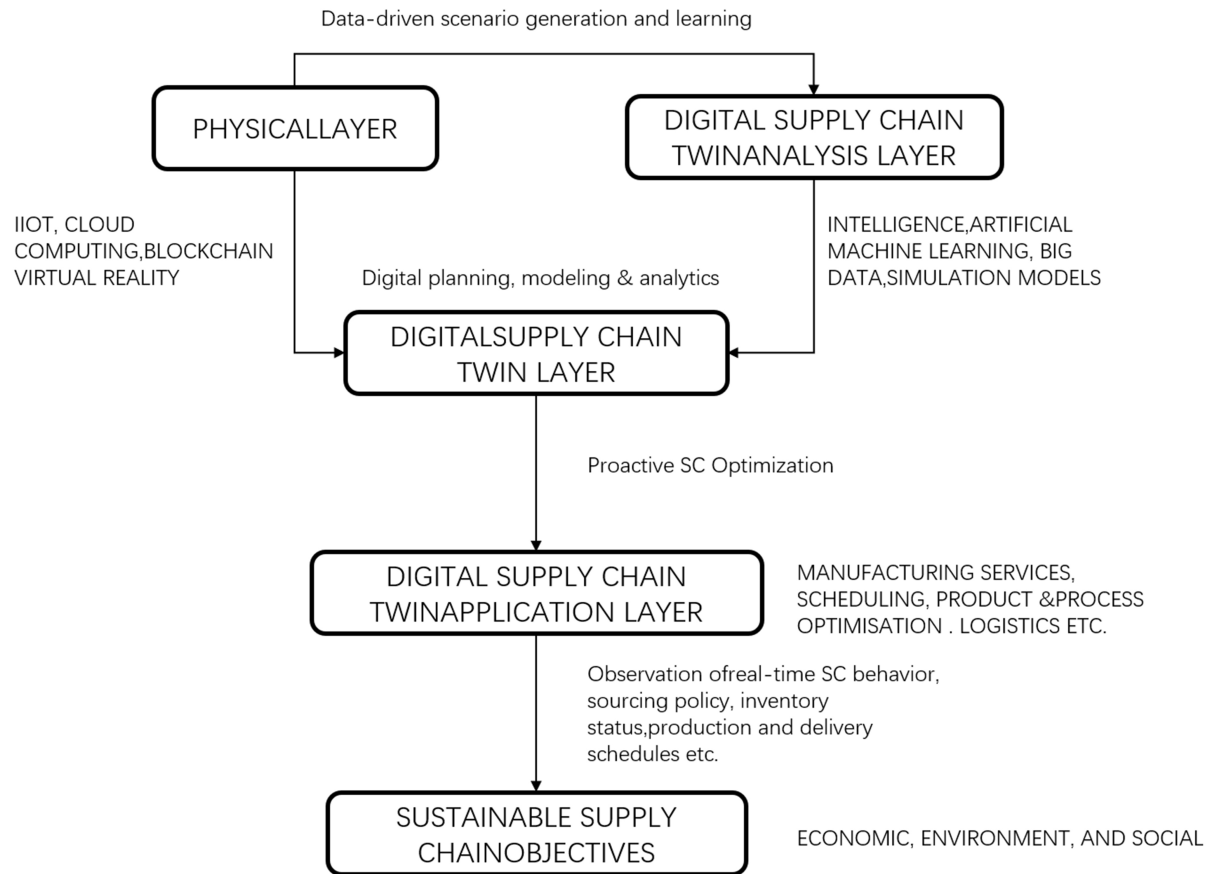 Data-driven scenario generation and learning
PHYSICALLAYER
DIGITAL SUPPLY CHAIN
TWINANALYSIS LAYER
IIOT, CLOUD
COMPUTING,BLOCKCHAIN
VIRTUAL REALITY
INTELLIGENCE,ARTIFICIAL
MACHINE LEARNING, BIG
DATA,SIMULATION MODELS
Digital planning, modeling & analytics
DIGITALSUPPLY CHAIN
TWIN LAYER
Proactive SC Optimization
DIGITAL SUPPLY CHAIN
TWINAPPLICATION LAYER
MANUFACTURING SERVICES,
SCHEDULING, PRODUCT &PROCESS
OPTIMISATION . LOGISTICS ETC.
Observation ofreal-time SC behavior,
sourcing policy, inventory
status,production and delivery
schedules etc.
SUSTAINABLE SUPPLY
CHAINOBJECTIVES
ECONOMIC, ENVIRONMENT, AND SOCIAL